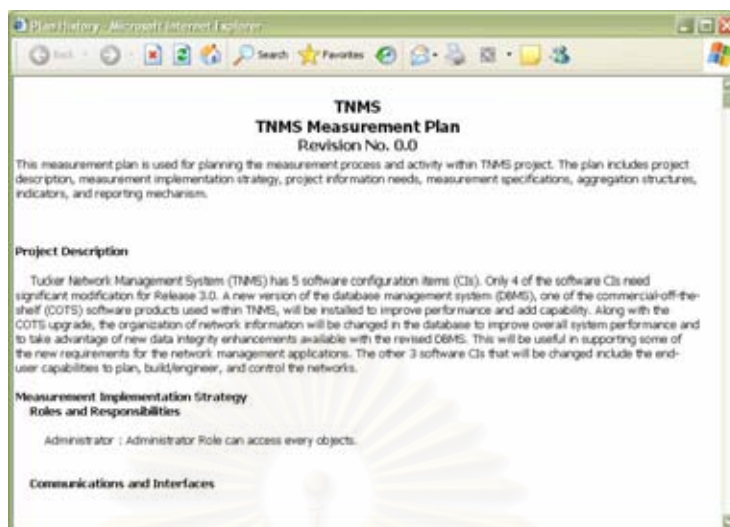 Plan History - Microsoft Internet Explorer
Back Search Favorites
TNMS
TNMS Measurement Plan
Revision No. 0.0
This measurement plan is used for planning the measurement process and activity within TNMS project. The plan includes project
description, measurement implementation strategy, project information needs, measurement specifications, aggregation structures,
indicators, and reporting mechanism.
Project Description
Tucker Network Management System (TNMS) has 5 software configuration items (CIs). Only 4 of the software CIs need
significant modification for Release 3.0. A new version of the database management system (DBMS), one of the commercial-off-the-
shelf (COTS) software products used within TNMS, will be installed to improve performance and add capability. Along with the
COTS upgrade, the organization of network information will be changed in the database to improve overall system performance and
to take advantage of new data integrity enhancements available with the revised DBMS. This will be useful in supporting some of
the new requirements for the network management applications. The other 3 software CIs that will be changed include the end-
user capabilities to plan, build/engineer, and control the networks.
Measurement Implementation Strategy
Roles and Responsibilities
Administrator : Administrator Role can access every objects.
Communications and Interfaces